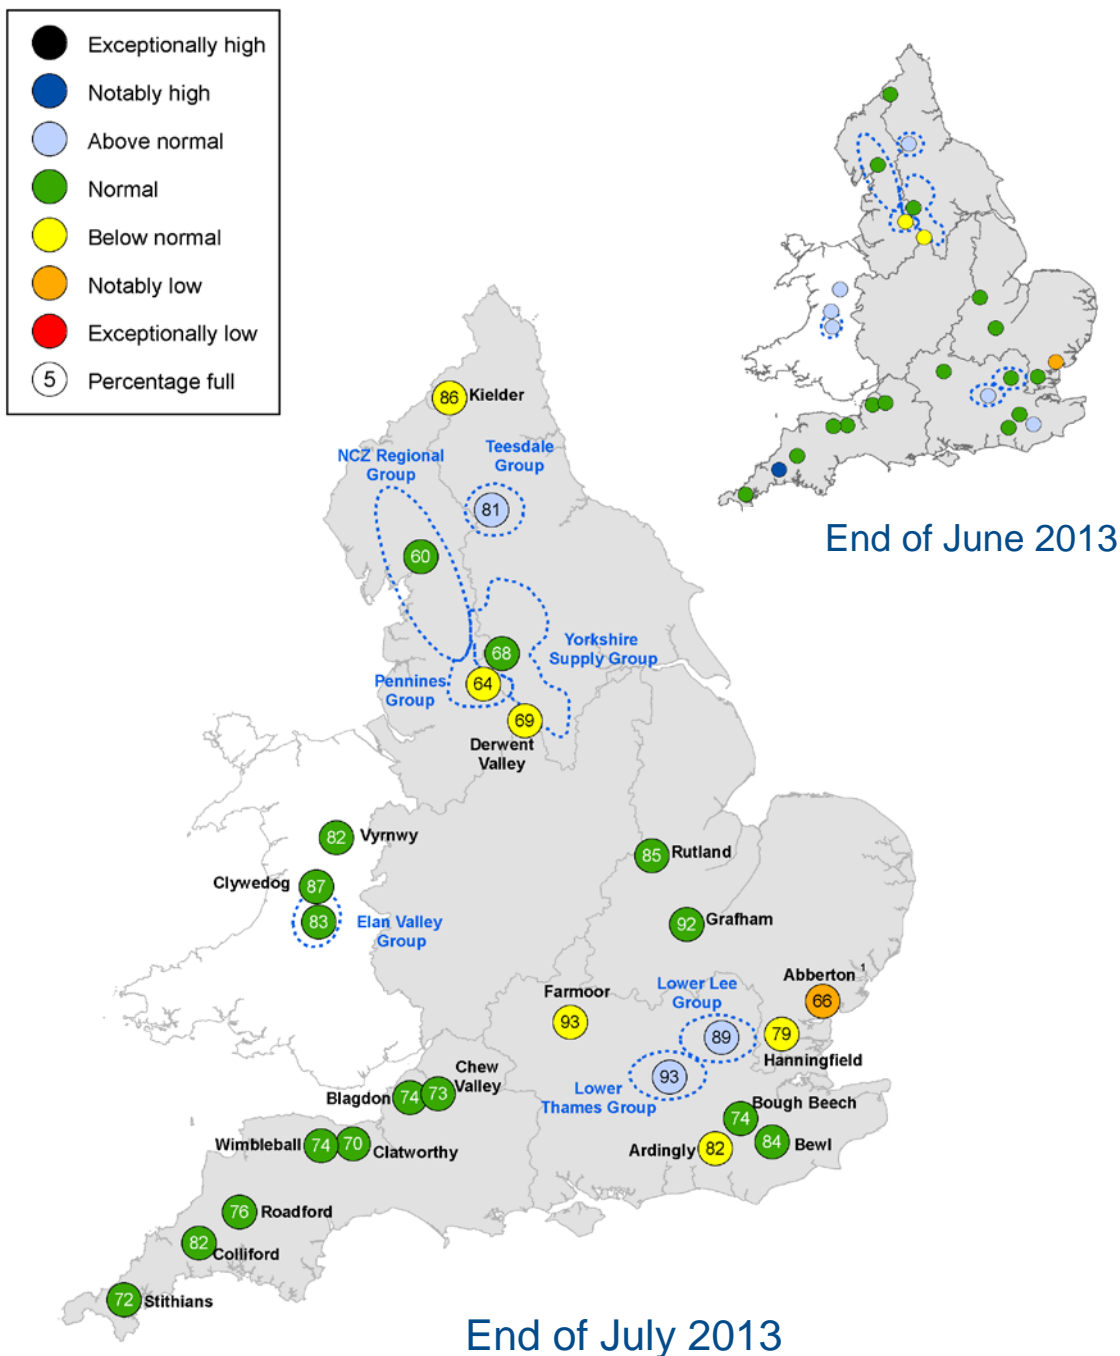 Exceptionally high
Notably high
Above normal
Normal
Below normal
Notably low
Exceptionally low
5 Percentage full
End of June 2013
86 Kielder
NCZ Regional
Group
Teesdale
Group
81
60
68
Yorkshire
Supply Group
Pennines
Group
64
69
Derwent
Valley
82 Vyrnwy
Clywedog 87
83 Elan Valley
Group
85 Rutland
92 Grafham
Abberton 1
66
Farmoor
93
Lower Lee
Group
89
79
Hanningfield
93
Lower
Thames Group
Chew
Valley
Blagdon 74 73
Bough Beech
74
Wimbleball 74 70 Clatworthy
Ardingly 82
84 Bewl
76 Roadford
82 Colliford
72 Stithians
End of July 2013